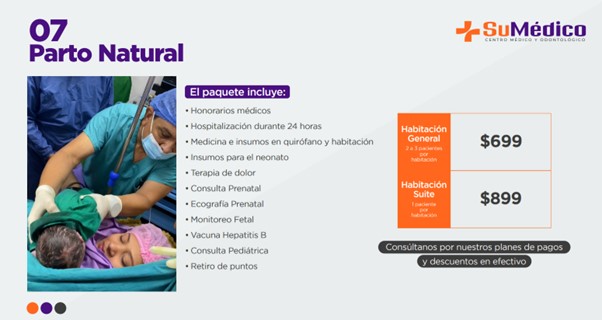 07
Parto Natural
SuMédico
CENTRO MÉDICO Y ODONTOLÓGICO
El paquete incluye:
• Honorarios médicos
• Hospitalización durante 24 horas
• Medicina e insumos en quirófano y habitación
• Insumos para el neonato
• Terapia de dolor
• Consulta Prenatal
• Ecografía Prenatal
• Monitoreo Fetal
• Vacuna Hepatitis B
• Consulta Pediátrica
• Retiro de puntos
Habitación
General
2 a 3 pacientes
por
habitación
$699
Habitación
Suite
1 paciente
por
habitación
$899
Consúltanos por nuestros planes de pagos
y descuentos en efectivo